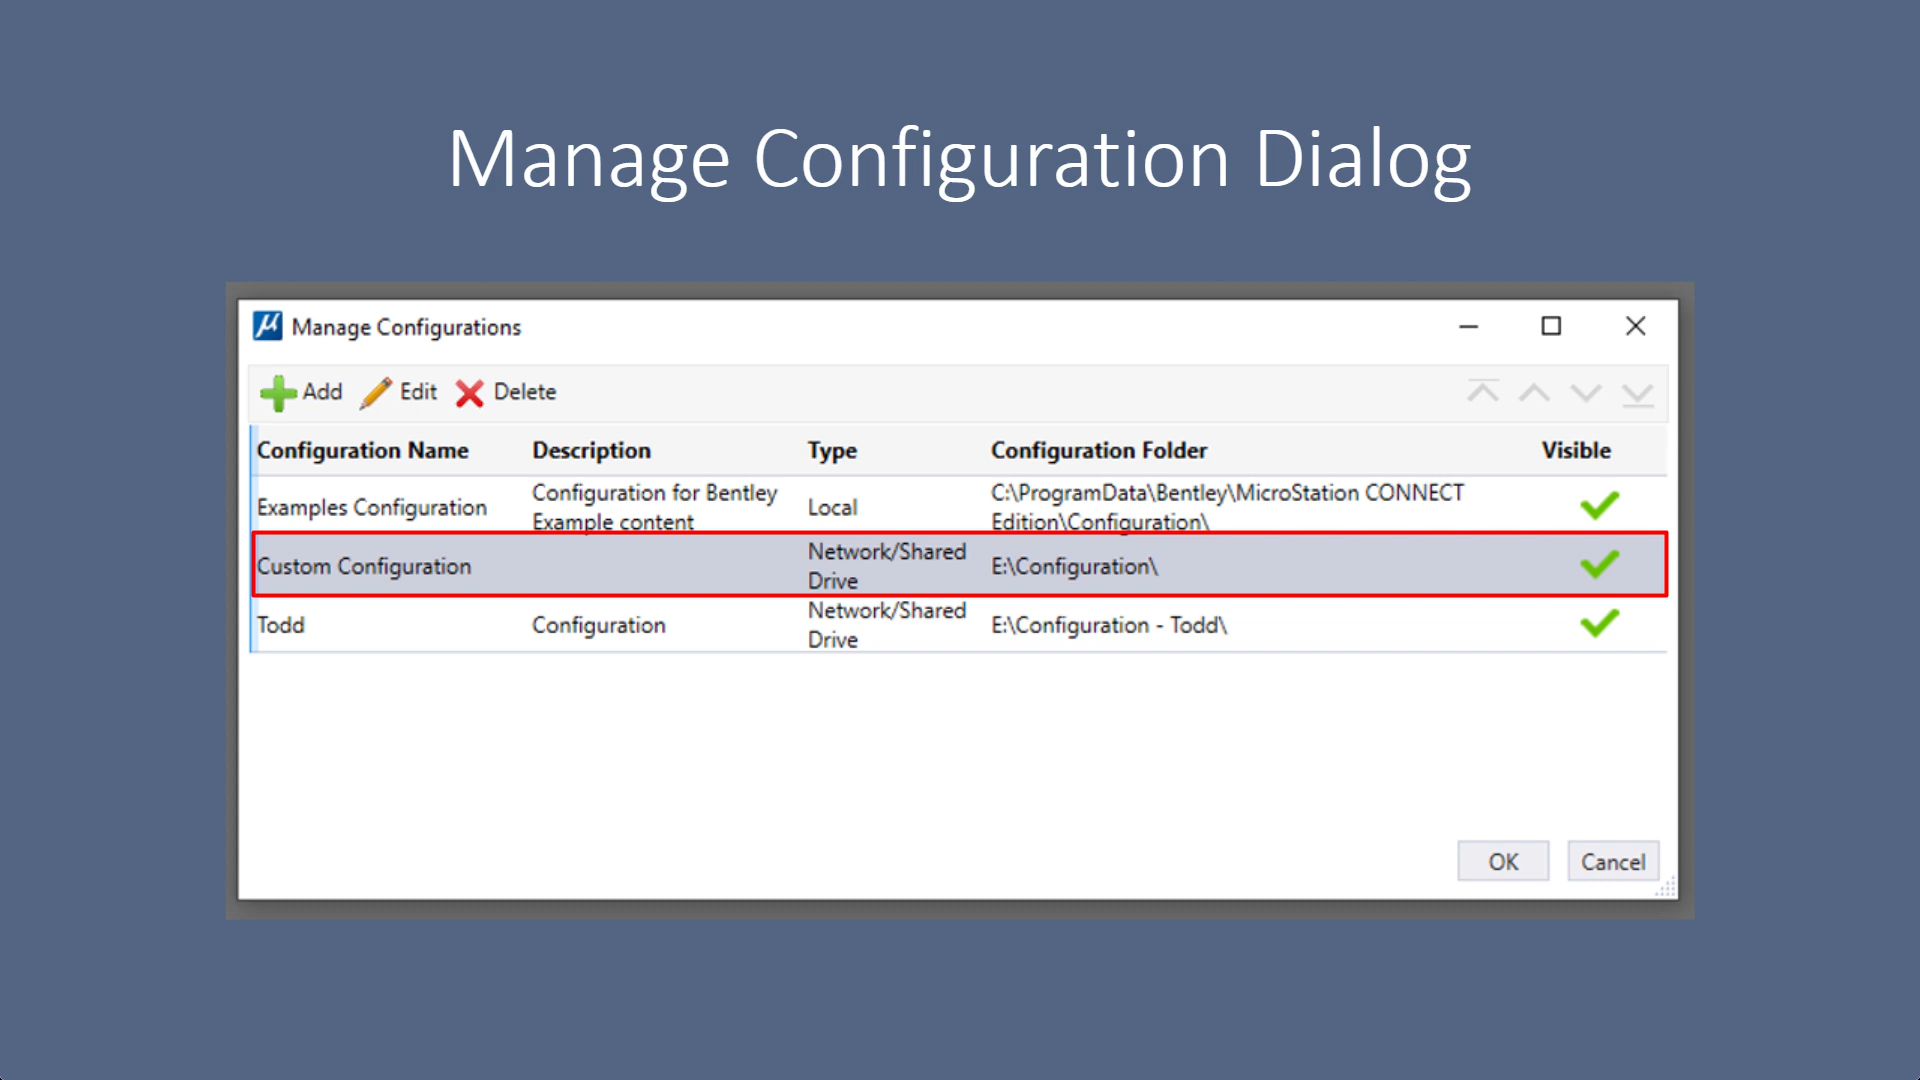 Manage Configuration Dialog
Manage Configurations
Add Edit Delete
Configuration Name Description Type Configuration Folder Visible
Examples Configuration Configuration for Bentley Example content Local C:\ProgramData\Bentley\MicroStation CONNECT Edition\Configuration\
Custom Configuration Network/Shared Drive E:\Configuration\
Todd Configuration Network/Shared Drive E:\Configuration - Todd\
OK Cancel